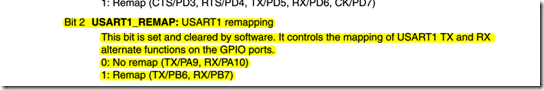 1: Remap (CTS/PD3, RTS/PD4, TX/PD5, RX/PD6, CK/PD7)
Bit 2 USART1_REMAP: USART1 remapping
This bit is set and cleared by software. It controls the mapping of USART1 TX and RX
alternate functions on the GPIO ports.
0: No remap (TX/PA9, RX/PA10)
1: Remap (TX/PB6, RX/PB7)